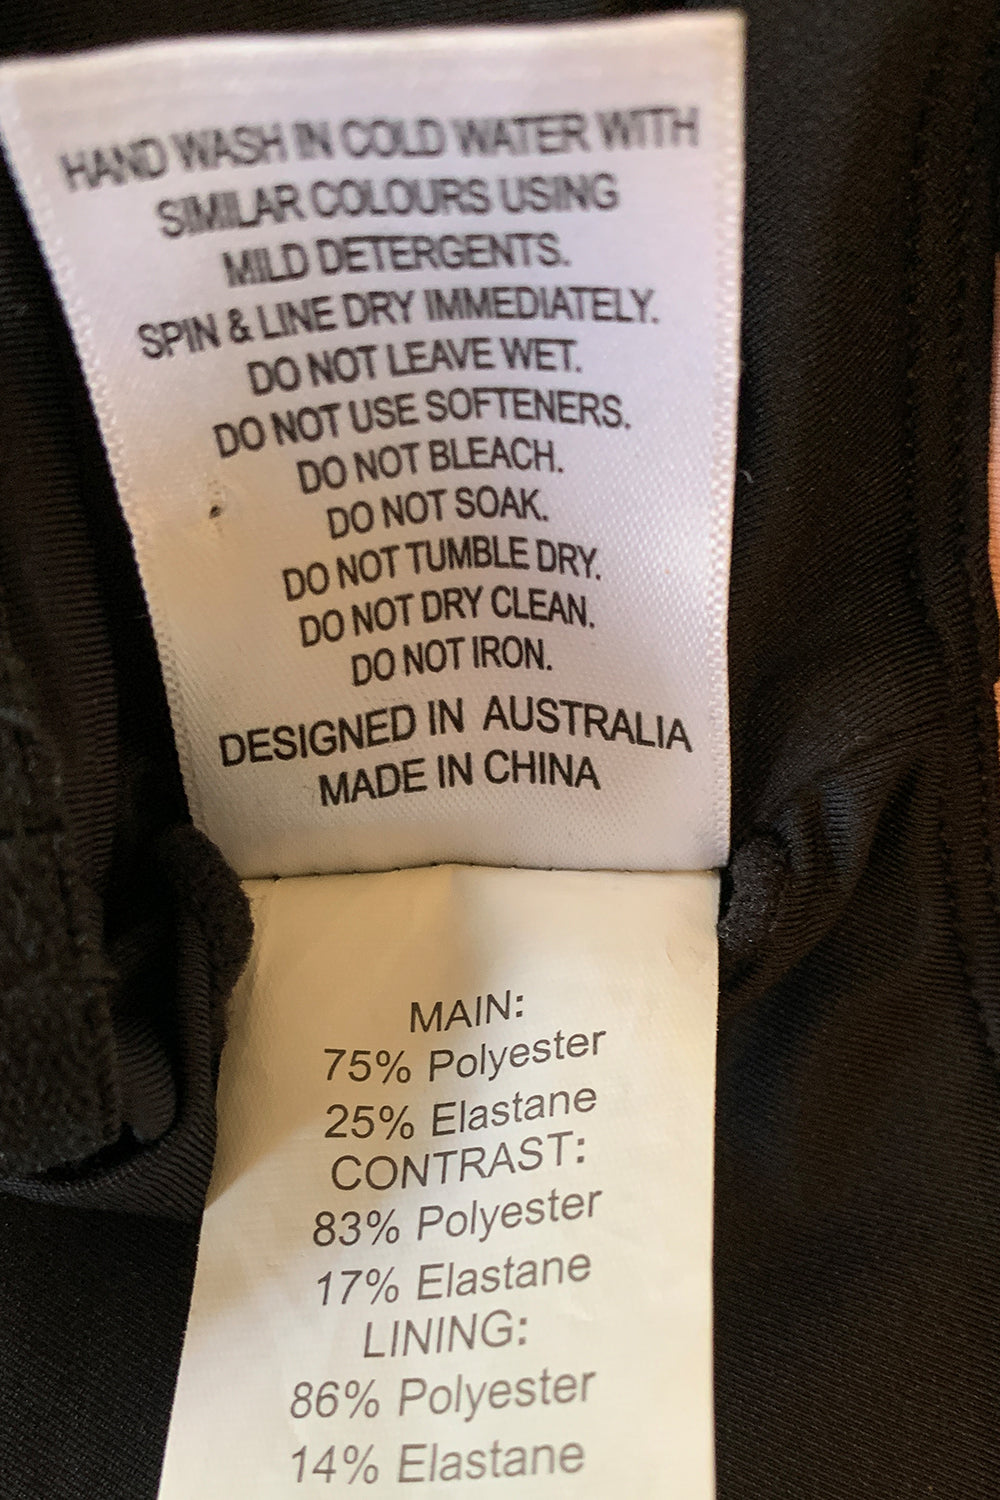 HAND WASH IN COLD WATER WITH
SIMILAR COLOURS USING
MILD DETERGENTS.
SPIN & LINE DRY IMMEDIATELY.
DO NOT LEAVE WET.
DO NOT USE SOFTENERS.
DO NOT BLEACH.
DO NOT SOAK.
DO NOT TUMBLE DRY.
DO NOT DRY CLEAN.
DO NOT IRON.
DESIGNED IN AUSTRALIA
MADE IN CHINA
MAIN:
75% Polyester
25% Elastane
CONTRAST:
83% Polyester
17% Elastane
LINING:
86% Polyester
14% Elastane